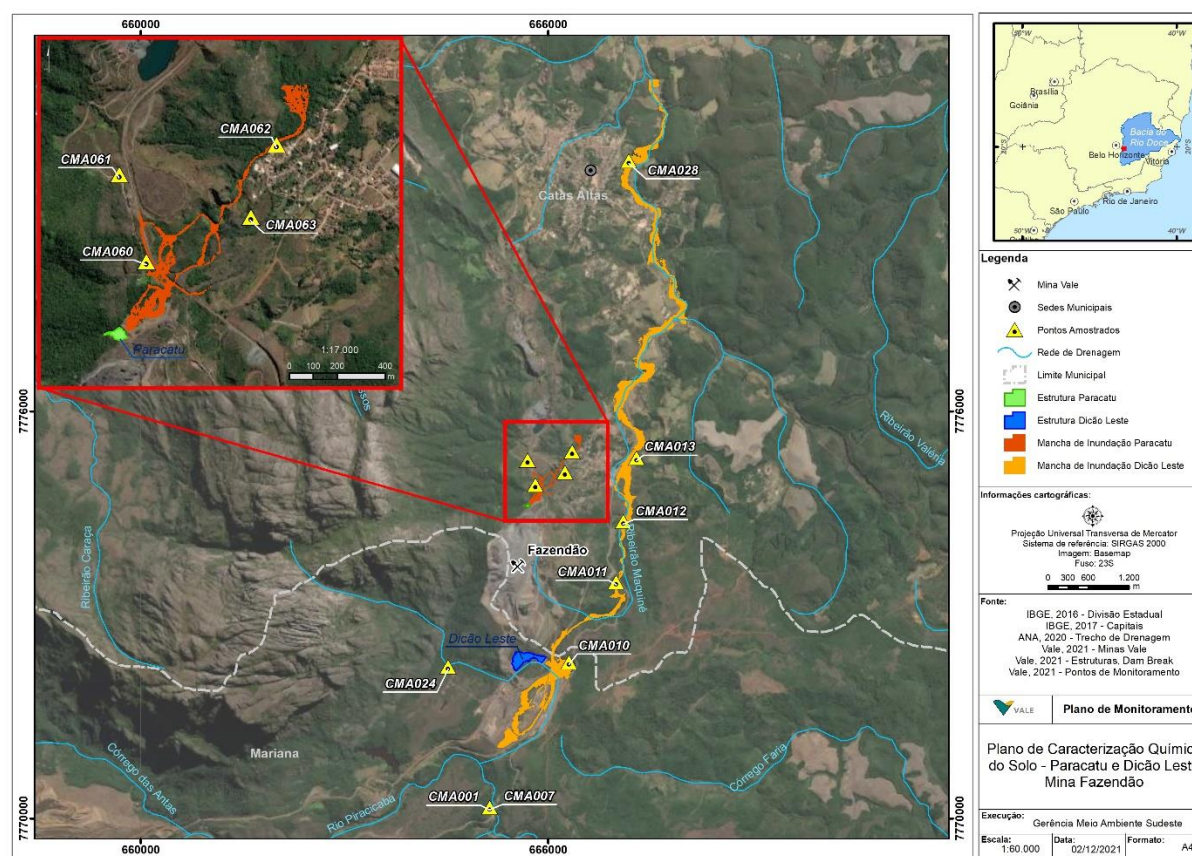 660000
666000
CMA062
CMA061
CMA063
CMA060
Paracatu
1:17.000
0 100 200 400
m
CMA028
Catas Altas
7776000
7776000
Ribeirão Valéria
CMA013
CMA012
Ribeirão Maquiné
Fazendão
CMA011
Ribeirão Caraça
Dicão Leste
CMA010
CMA024
Mariana
Córrego das Antas
Rio Piracicaba
Córrego Faria
CMA001
CMA007
7770000
7770000
660000
666000
50°W
40°W
Brasília
Goiânia
Bacia do
Rio Doce
Belo Horizonte
Vitória
20°S
Rio de Janeiro
São Paulo
50°W
40°W
Legenda
Mina Vale
Sedes Municipais
Pontos Amostrados
Rede de Drenagem
Limite Municipal
Estrutura Paracatu
Estrutura Dicão Leste
Mancha de Inundação Paracatu
Mancha de Inundação Dicão Leste
Informações cartográficas:
Projeção Universal Transversa de Mercator
Sistema de referência: SIRGAS 2000
Imagem: Basemap
Fuso: 23S
0 300 600 1.200
m
Fonte:
IBGE, 2016 - Divisão Estadual
IBGE, 2017 - Capitais
ANA, 2020 - Trecho de Drenagem
Vale, 2021 - Minas Vale
Vale, 2021 - Estruturas, Dam Break
Vale, 2021 - Pontos de Monitoramento
VALE
Plano de Monitoramento
Plano de Caracterização Químic
do Solo - Paracatu e Dicão Lest
Mina Fazendão
Execução:
Gerência Meio Ambiente Sudeste
Escala:
1:60.000
Data:
02/12/2021
Formato:
A4